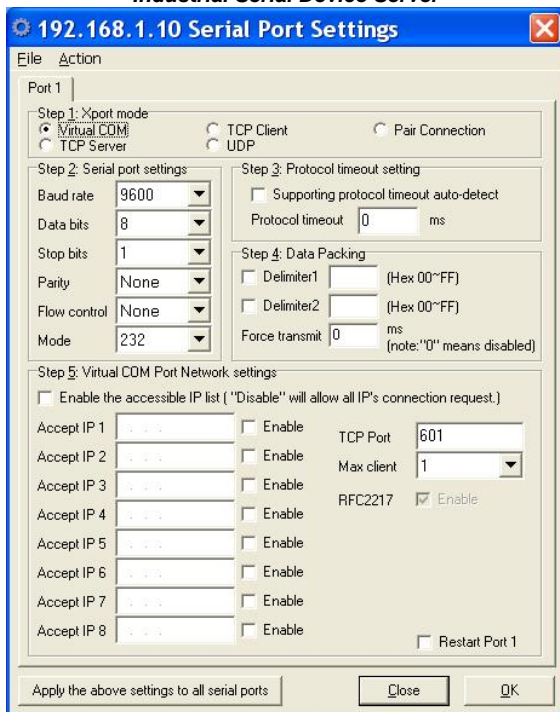 Industrial Serial Device Server
192.168.1.10 Serial Port Settings
File Action
Port 1
Step 1: Xport mode
Virtual COM TCP Client Pair Connection
TCP Server UDP
Step 2: Serial port settings
Baud rate 9600
Data bits 8
Stop bits 1
Parity None
Flow control None
Mode 232
Step 3: Protocol timeout setting
Supporting protocol timeout auto-detect
Protocol timeout 0 ms
Step 4: Data Packing
Delimiter1 (Hex 00~FF)
Delimiter2 (Hex 00~FF)
Force transmit 0 ms
(note:"0" means disabled)
Step 5: Virtual COM Port Network settings
Enable the accessible IP list ( "Disable" will allow all IP's connection request.)
Accept IP 1 . . . Enable
Accept IP 2 . . . Enable
Accept IP 3 . . . Enable
Accept IP 4 . . . Enable
Accept IP 5 . . . Enable
Accept IP 6 . . . Enable
Accept IP 7 . . . Enable
Accept IP 8 . . . Enable
TCP Port 601
Max client 1
RFC2217 Enable
Restart Port 1
Apply the above settings to all serial ports Close OK